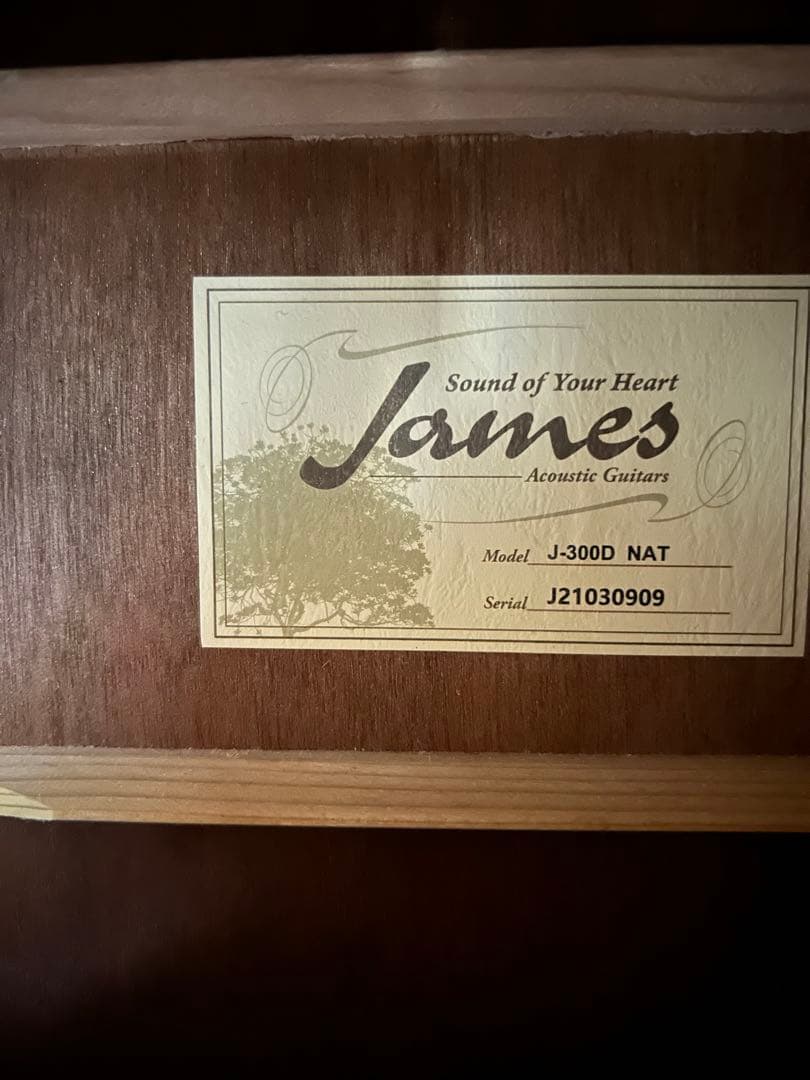 Sound of Your Heart
James
Acoustic Guitars
Model J-300D NAT
Serial J21030909